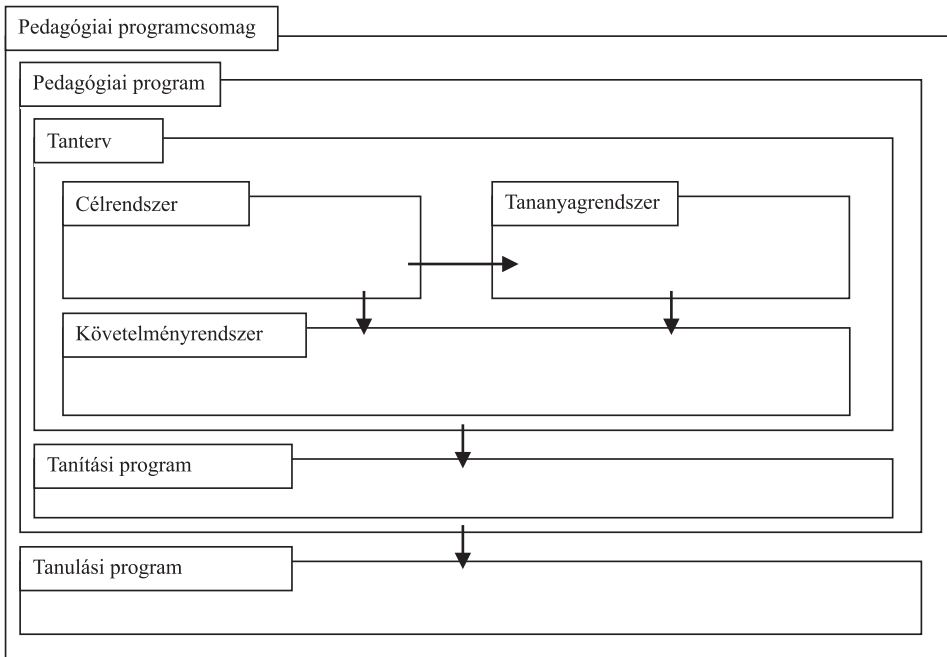 Pedagógiai programcsomag
Pedagógiai program
Tanterv
Célrendszer
Tananyagrendszer
Követelményrendszer
Tanítási program
Tanulási program